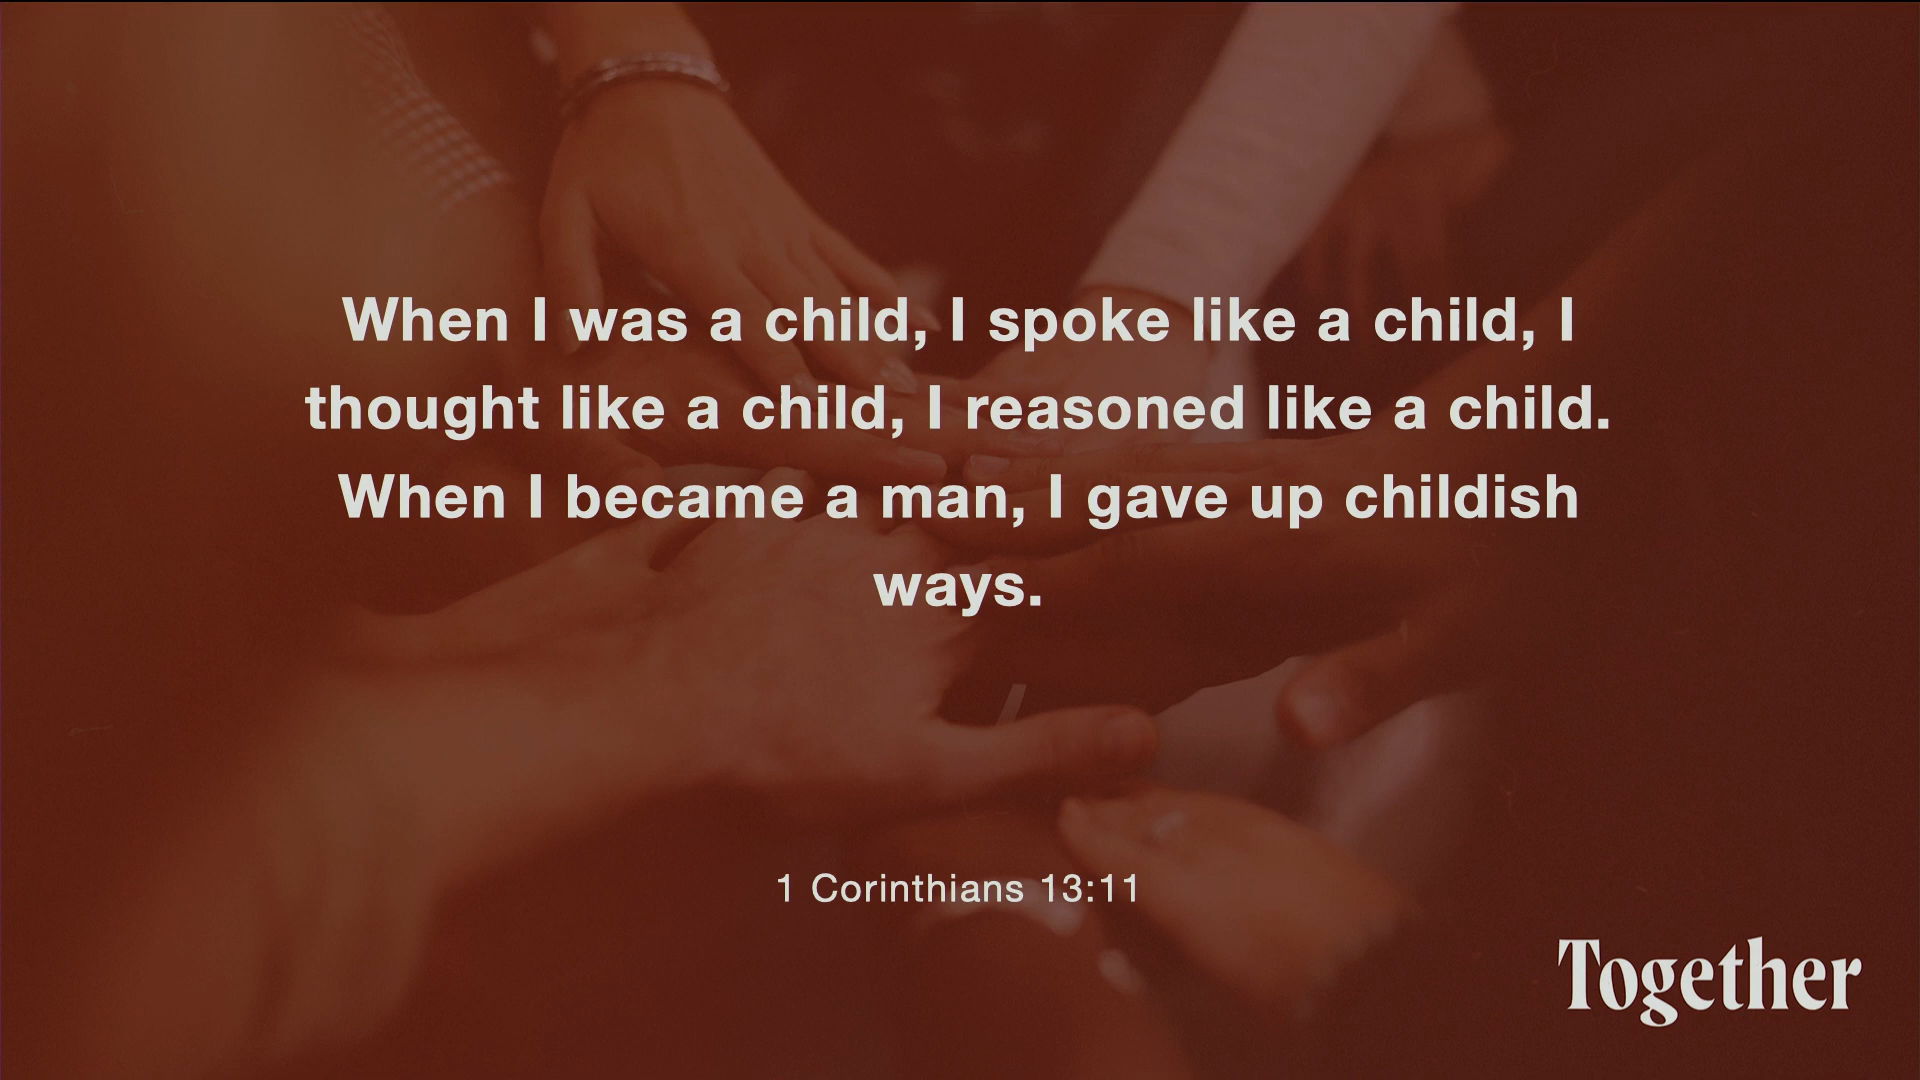 When I was a child, I spoke like a child, I
thought like a child, I reasoned like a child.
When I became a man, I gave up childish
ways.
1 Corinthians 13:11
Together